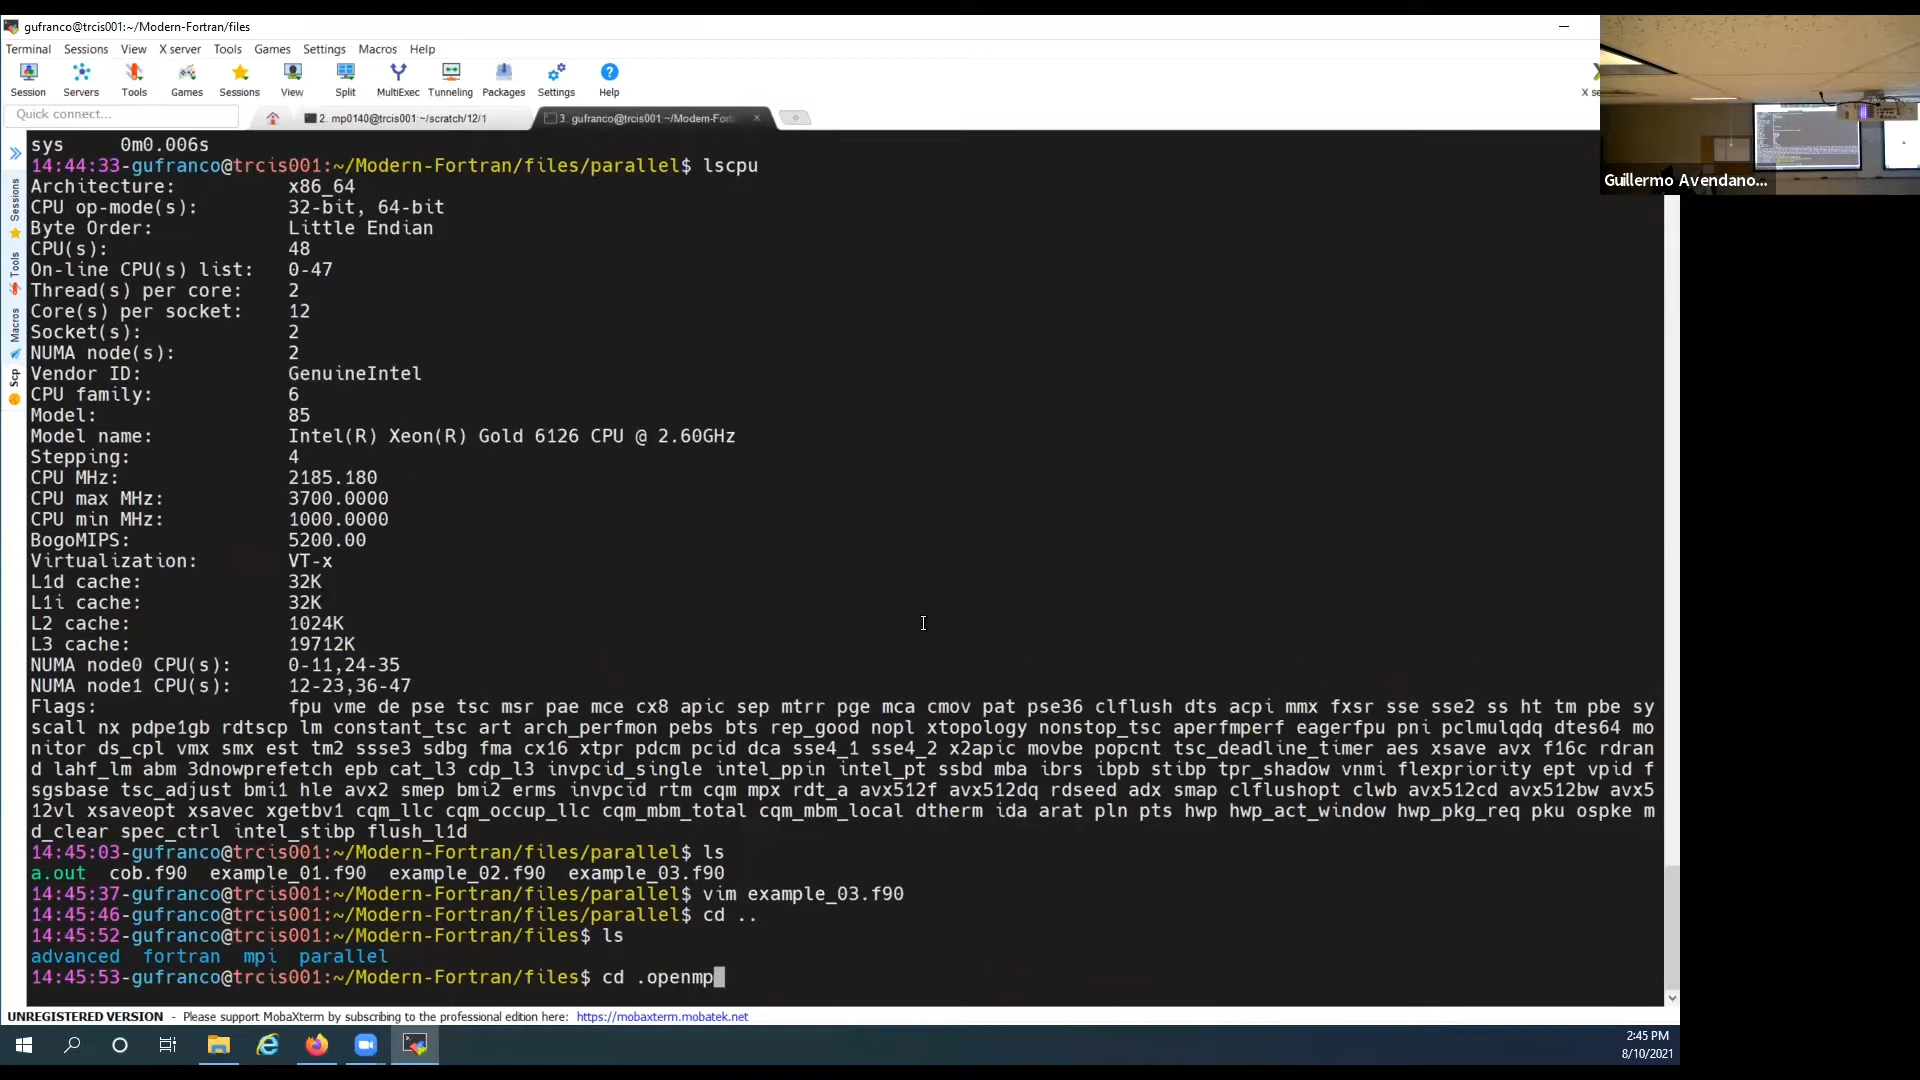 gufranco@trcis001:~/Modern-Fortran/files
Terminal Sessions View X server Tools Games Settings Macros Help
Session Servers Tools Games Sessions View Split MultiExec Tunneling Packages Settings Help X se
Quick connect...
2. mp0140@trcis001:~/scratch/12/1
3. gufranco@trcis001:~/Modern-Fort
Guillermo Avendano...
Sessions
Tools
Macros
Scp
sys 0m0.006s
14:44:33-gufranco@trcis001:~/Modern-Fortran/files/parallel$ lscpu
Architecture: x86_64
CPU op-mode(s): 32-bit, 64-bit
Byte Order: Little Endian
CPU(s): 48
On-line CPU(s) list: 0-47
Thread(s) per core: 2
Core(s) per socket: 12
Socket(s): 2
NUMA node(s): 2
Vendor ID: GenuineIntel
CPU family: 6
Model: 85
Model name: Intel(R) Xeon(R) Gold 6126 CPU @ 2.60GHz
Stepping: 4
CPU MHz: 2185.180
CPU max MHz: 3700.0000
CPU min MHz: 1000.0000
BogoMIPS: 5200.00
Virtualization: VT-x
L1d cache: 32K
L1i cache: 32K
L2 cache: 1024K
L3 cache: 19712K
NUMA node0 CPU(s): 0-11,24-35
NUMA node1 CPU(s): 12-23,36-47
Flags: fpu vme de pse tsc msr pae mce cx8 apic sep mtrr pge mca cmov pat pse36 clflush dts acpi mmx fxsr sse sse2 ss ht tm pbe sy
scall nx pdpe1gb rdtscp lm constant_tsc art arch_perfmon pebs bts rep_good nopl xtopology nonstop_tsc aperfmperf eagerfpu pni pclmulqdq dtes64 mo
nitor ds_cpl vmx smx est tm2 ssse3 sdbg fma cx16 xtpr pdcm pcid dca sse4_1 sse4_2 x2apic movbe popcnt tsc_deadline_timer aes xsave avx f16c rdran
d lahf_lm abm 3dnowprefetch epb cat_l3 cdp_l3 invpcid_single intel_ppin intel_pt ssbd mba ibrs ibpb stibp tpr_shadow vnmi flexpriority ept vpid f
sgsbase tsc_adjust bmi1 hle avx2 smep bmi2 erms invpcid rtm cqm mpx rdt_a avx512f avx512dq rdseed adx smap clflushopt clwb avx512cd avx512bw avx5
12vl xsaveopt xsavec xgetbv1 cqm_llc cqm_occup_llc cqm_mbm_total cqm_mbm_local dtherm ida arat pln pts hwp hwp_act_window hwp_pkg_req pku ospke m
d_clear spec_ctrl intel_stibp flush_l1d
14:45:03-gufranco@trcis001:~/Modern-Fortran/files/parallel$ ls
a.out cob.f90 example_01.f90 example_02.f90 example_03.f90
14:45:37-gufranco@trcis001:~/Modern-Fortran/files/parallel$ vim example_03.f90
14:45:46-gufranco@trcis001:~/Modern-Fortran/files/parallel$ cd ..
14:45:52-gufranco@trcis001:~/Modern-Fortran/files$ ls
advanced fortran mpi parallel
14:45:53-gufranco@trcis001:~/Modern-Fortran/files$ cd .openmp
UNREGISTERED VERSION - Please support MobaXterm by subscribing to the professional edition here: https://mobaxterm.mobatek.net
2:45 PM
8/10/2021